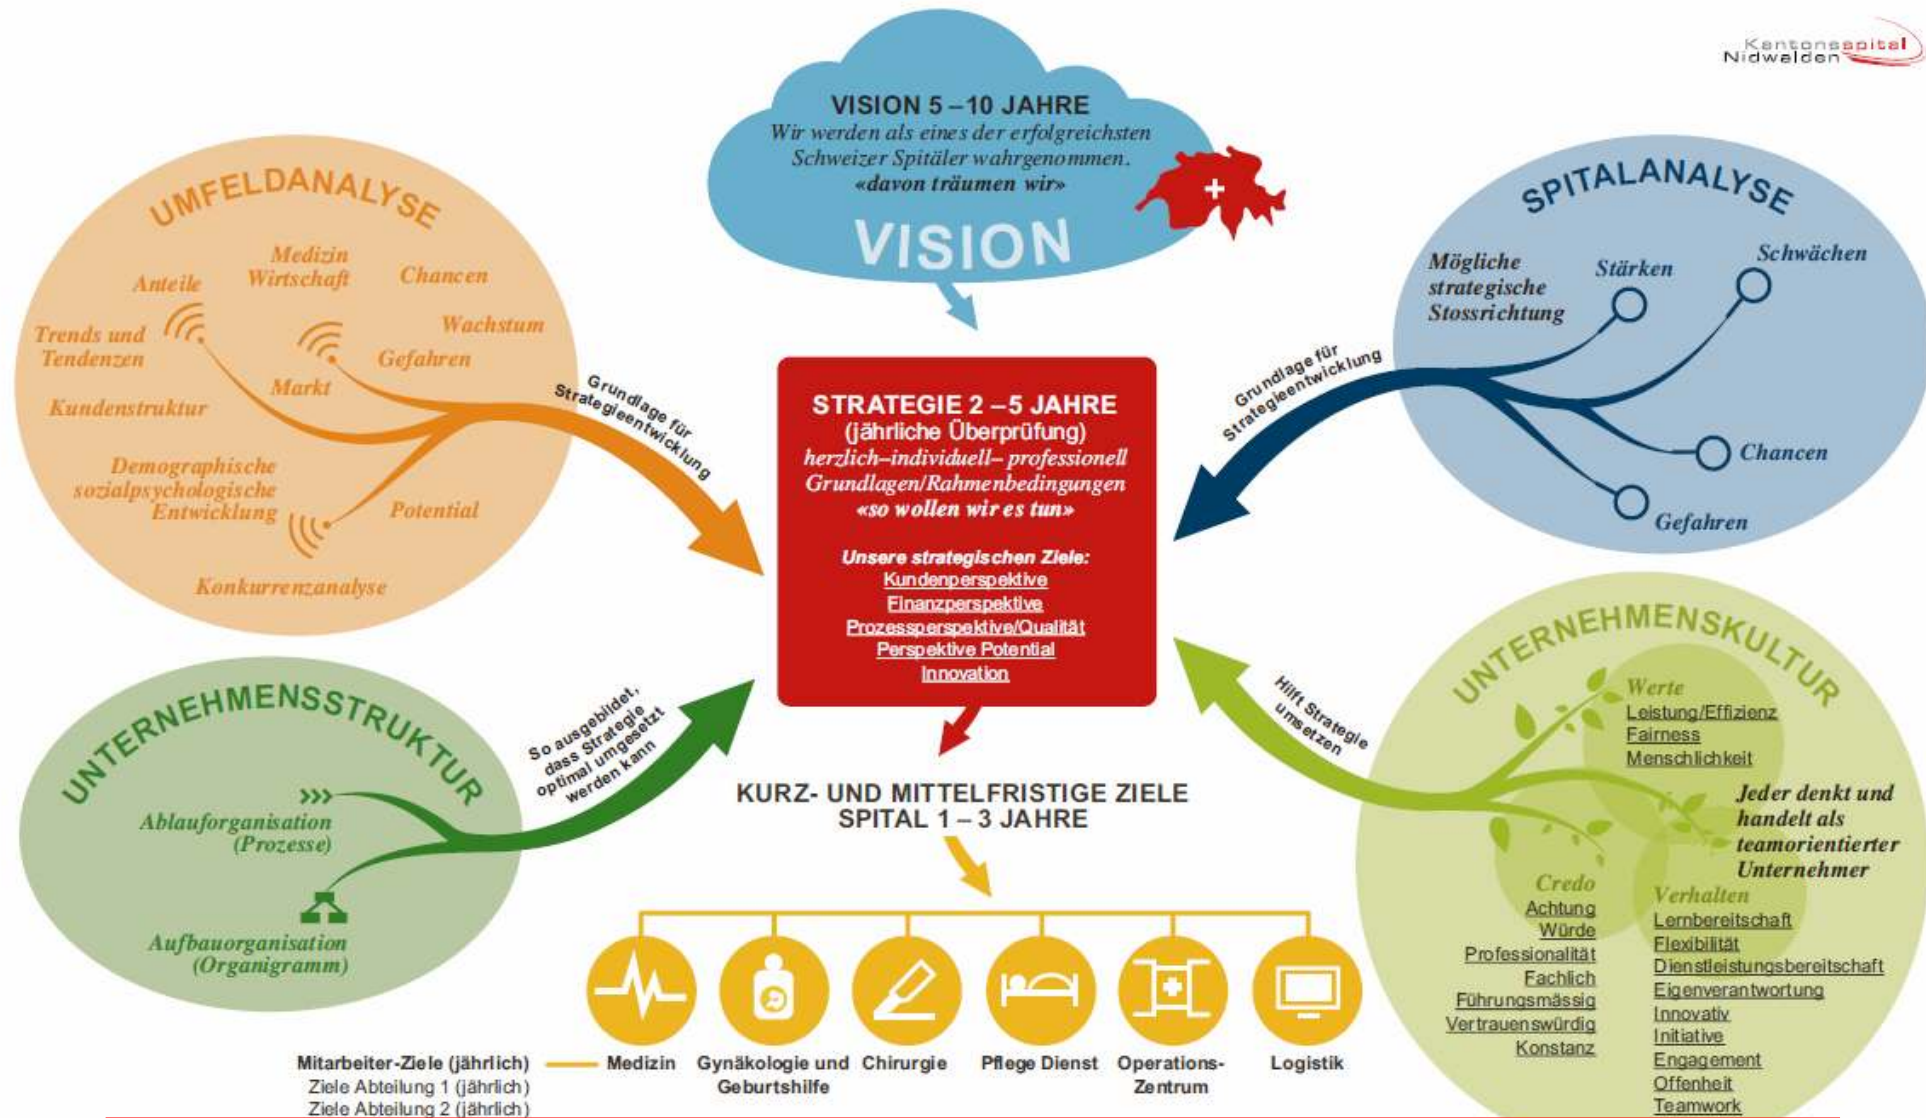 Kantonsspital
Nidwalden
VISION 5 – 10 JAHRE
Wir werden als eines der erfolgreichsten
Schweizer Spitäler wahrgenommen.
«davon träumen wir»
VISION
UMFELDANALYSE
Medizin
Wirtschaft
Chancen
Anteile
Wachstum
Trends und
Tendenzen
Gefahren
Markt
Kundenstruktur
Demographische
sozialpsychologische
Entwicklung
Potential
Konkurrenzanalyse
Grundlage für
Strategieentwicklung
SPITALANALYSE
Mögliche
strategische
Stossrichtung
Stärken
Schwächen
Chancen
Gefahren
Grundlage für
Strategieentwicklung
STRATEGIE 2 – 5 JAHRE
(jährliche Überprüfung)
herzlich–individuell– professionell
Grundlagen/Rahmenbedingungen
«so wollen wir es tun»
Unsere strategischen Ziele:
Kundenperspektive
Finanzperspektive
Prozessperspektive/Qualität
Perspektive Potential
Innovation
UNTERNEHMENSSTRUKTUR
Ablauforganisation
(Prozesse)
Aufbauorganisation
(Organigramm)
So ausgebildet,
dass Strategie
optimal umgesetzt
werden kann
UNTERNEHMENSKULTUR
Hilft Strategie
umsetzen
Werte
Leistung/Effizienz
Fairness
Menschlichkeit
Jeder denkt und
handelt als
teamorientierter
Unternehmer
Credo
Achtung
Würde
Professionalität
Fachlich
Führungsmässig
Vertrauenswürdig
Konstanz
Verhalten
Lernbereitschaft
Flexibilität
Dienstleistungsbereitschaft
Eigenverantwortung
Innovativ
Initiative
Engagement
Offenheit
Teamwork
KURZ- UND MITTELFRISTIGE ZIELE
SPITAL 1 – 3 JAHRE
Medizin
Gynäkologie und
Geburtshilfe
Chirurgie
Pflege Dienst
Operations-
Zentrum
Logistik
Mitarbeiter-Ziele (jährlich)
Ziele Abteilung 1 (jährlich)
Ziele Abteilung 2 (jährlich)